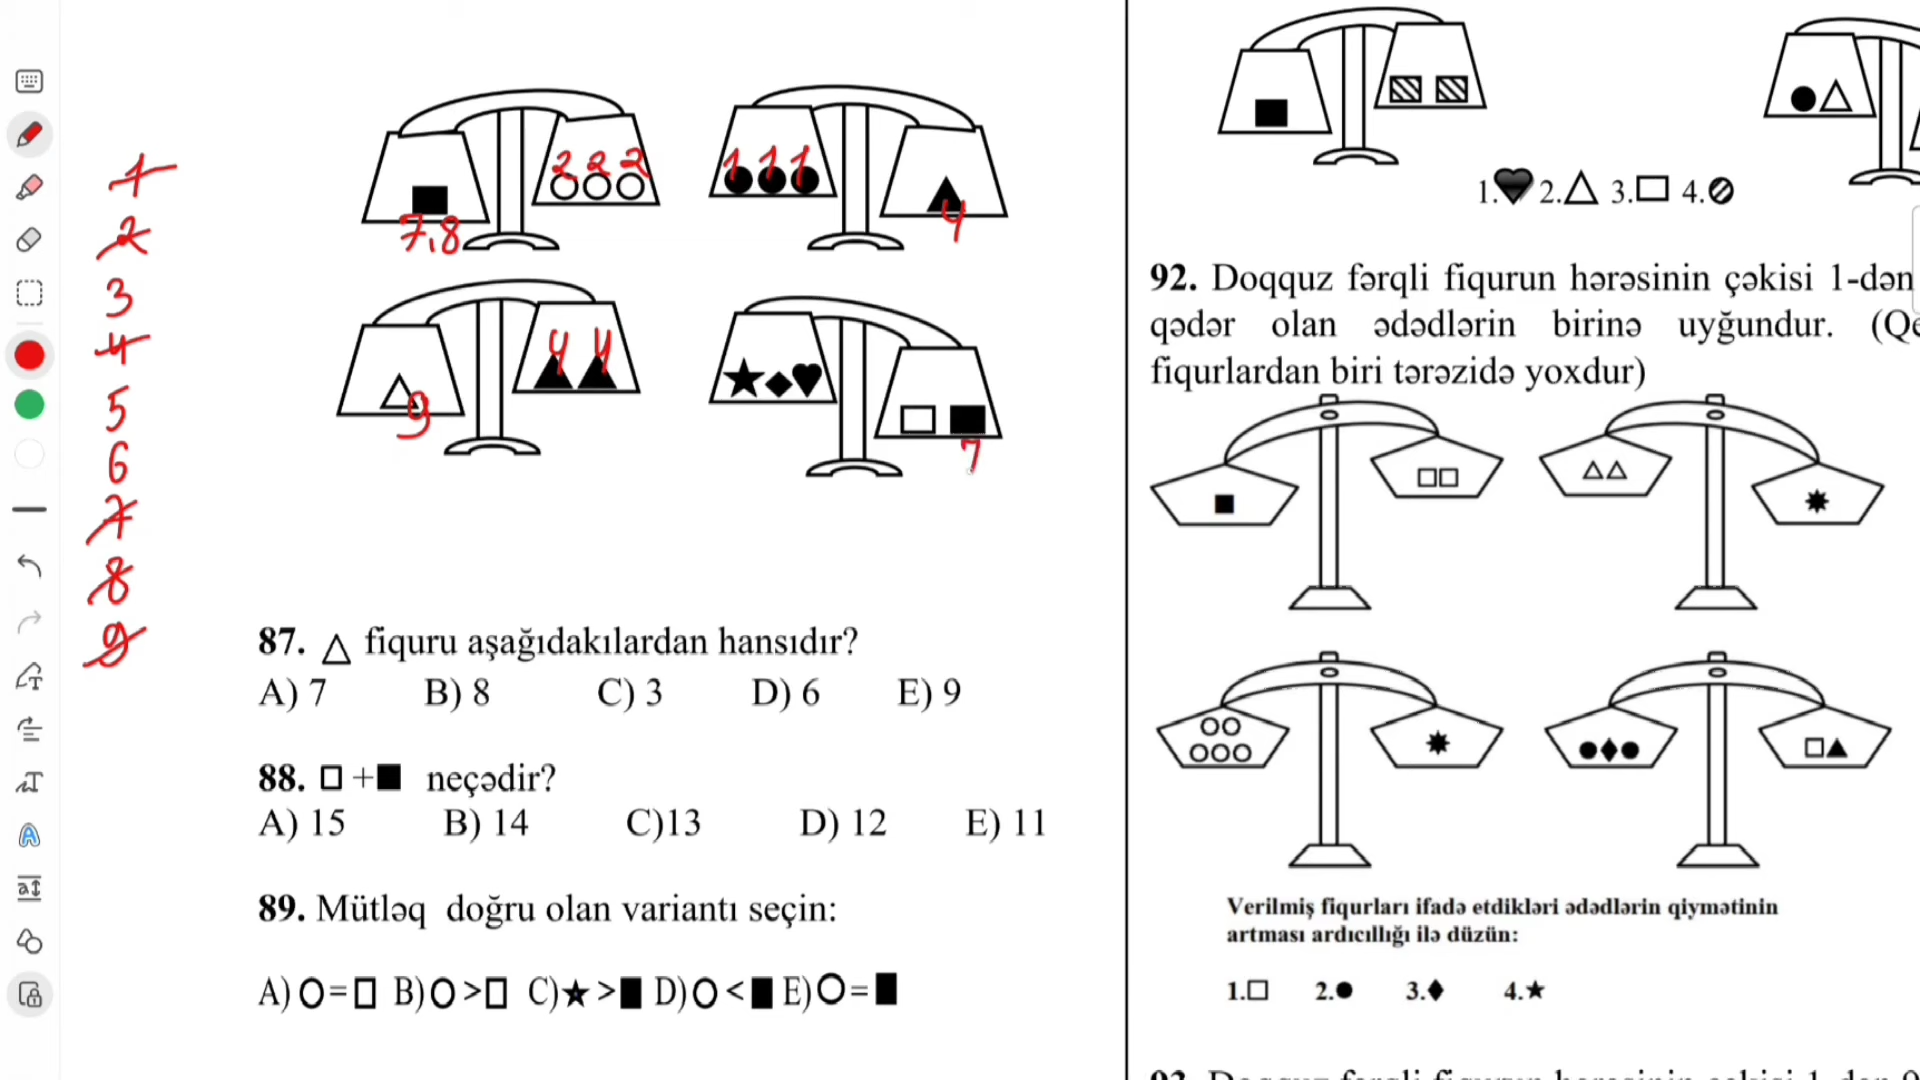 1
2
3
4
5
6
7
8
9
7,8
2 2 2
1 1 1
4
9
4 4
7
87. △ fiquru aşağıdakılardan hansıdır?
A) 7 B) 8 C) 3 D) 6 E) 9
88. □ + ■ neçədir?
A) 15 B) 14 C)13 D) 12 E) 11
89. Mütləq doğru olan variantı seçin:
A) ○ = □ B) ○ > □ C) ★ > ■ D) ○ < ■ E) ○ = ■
1. ♥ 2. △ 3. □ 4.
92. Doqquz fərqli fiqurun hərəsinin çəkisi 1-dən
qədər olan ədədlərin birinə uyğundur.
fiqurlardan biri tərəzidə yoxdur)
Verilmiş fiqurları ifadə etdikləri ədədlərin qiymətinin
artması ardıcıllığı ilə düzün:
1. □ 2. ● 3. ♦ 4. ★